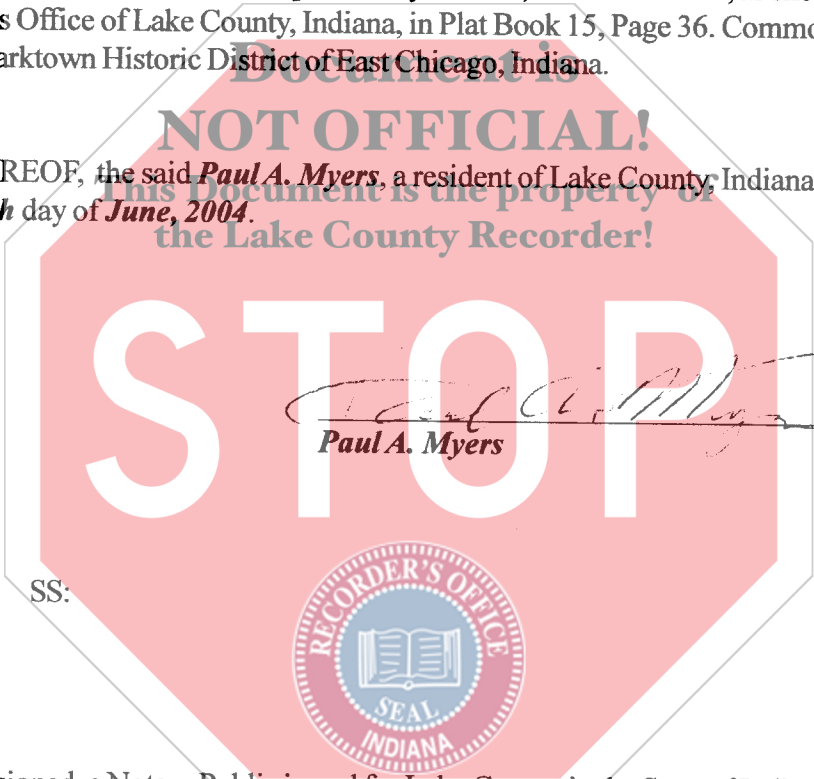 s Office of Lake County, Indiana, in Plat Book 15, Page 36. Commo
arktown Historic District of East Chicago, Indiana.
Document is
NOT OFFICIAL!
REOF, the said Paul A. Myers, a resident of Lake County, Indiana
This Document is the property of
h day of June, 2004.
the Lake County Recorder!
STOP
Paul A. Myers
Paul A. Myers
SS:
RECORDER'S OFFICE
SEAL
INDIANA